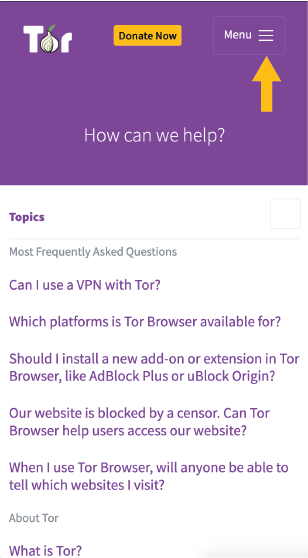 Tor
Donate Now
Menu
How can we help?
Topics
Most Frequently Asked Questions
Can I use a VPN with Tor?
Which platforms is Tor Browser available for?
Should I install a new add-on or extension in Tor
Browser, like AdBlock Plus or uBlock Origin?
Our website is blocked by a censor. Can Tor
Browser help users access our website?
When I use Tor Browser, will anyone be able to
tell which websites I visit?
About Tor
What is Tor?